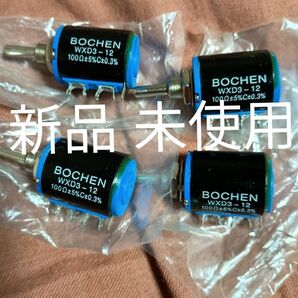 BOCHEN
WXD3-12
100Ω±5%C±0.3%
BOCHEN
WXD3-12
100Ω±5%C±0.3%
新品 未使用
BOCHEN
WXD3-12
100Ω±5%C±0.3%
BOCHEN
WXD3-12
100Ω±5%C±0.3%